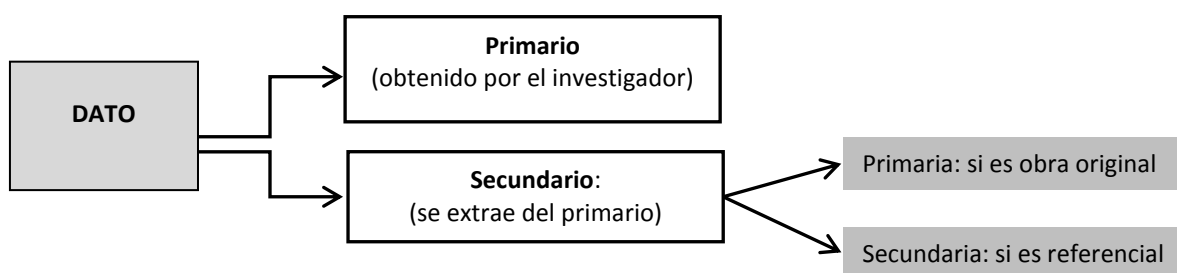 DATO
Primario
(obtenido por el investigador)
Secundario:
(se extrae del primario)
Primaria: si es obra original
Secundaria: si es referencial